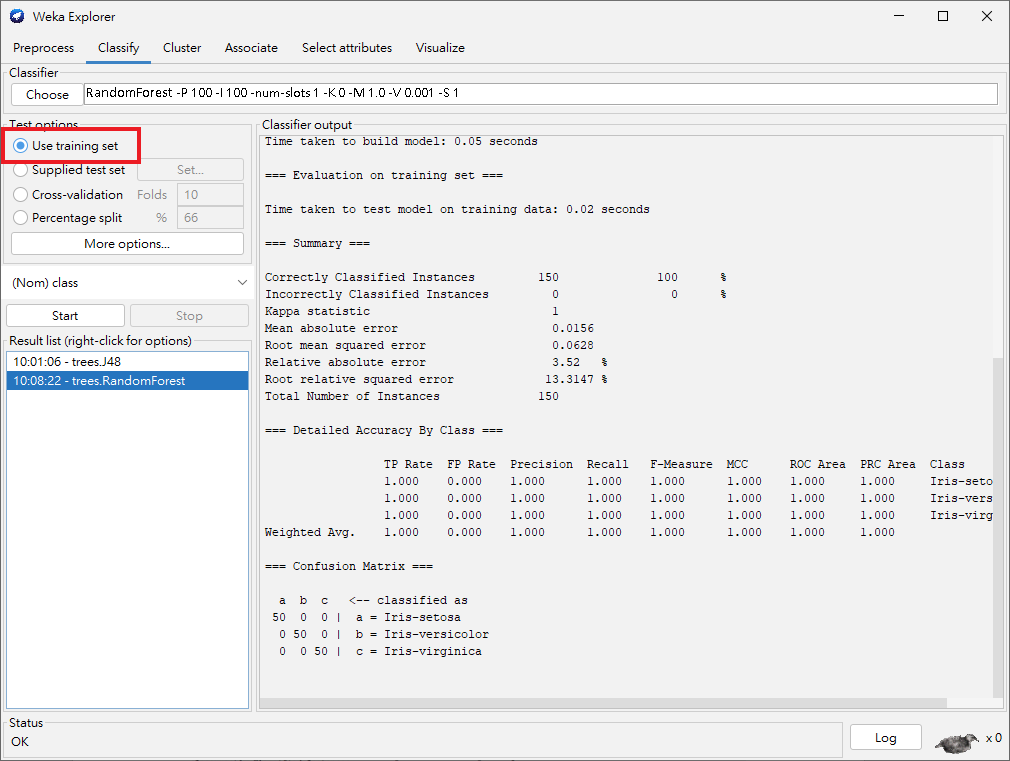 Weka Explorer
Preprocess Classify Cluster Associate Select attributes Visualize
Classifier
Choose RandomForest -P 100 -I 100 -num-slots 1 -K 0 -M 1.0 -V 0.001 -S 1
Test options
Use training set
Supplied test set Set...
Cross-validation Folds 10
Percentage split % 66
More options...
(Nom) class
Start Stop
Result list (right-click for options)
10:01:06 - trees.J48
10:08:22 - trees.RandomForest
Classifier output
Time taken to build model: 0.05 seconds
=== Evaluation on training set ===
Time taken to test model on training data: 0.02 seconds
=== Summary ===
Correctly Classified Instances 150 100 %
Incorrectly Classified Instances 0 0 %
Kappa statistic 1
Mean absolute error 0.0156
Root mean squared error 0.0628
Relative absolute error 3.52 %
Root relative squared error 13.3147 %
Total Number of Instances 150
=== Detailed Accuracy By Class ===
TP Rate FP Rate Precision Recall F-Measure MCC ROC Area PRC Area Class
1.000 0.000 1.000 1.000 1.000 1.000 1.000 1.000 Iris-seto
1.000 0.000 1.000 1.000 1.000 1.000 1.000 1.000 Iris-vers
1.000 0.000 1.000 1.000 1.000 1.000 1.000 1.000 Iris-virg
Weighted Avg. 1.000 0.000 1.000 1.000 1.000 1.000 1.000 1.000
=== Confusion Matrix ===
a b c <-- classified as
50 0 0 | a = Iris-setosa
0 50 0 | b = Iris-versicolor
0 0 50 | c = Iris-virginica
Status
OK
Log
x 0